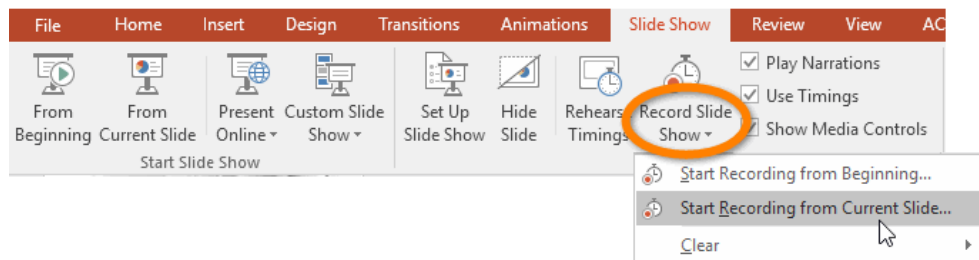 File Home Insert Design Transitions Animations Slide Show Review View AC
From Beginning
From Current Slide
Present Online
Custom Slide Show
Set Up Slide Show
Hide Slide
Rehearse Timings
Record Slide Show
Play Narrations
Use Timings
Show Media Controls
Start Slide Show
Start Recording from Beginning...
Start Recording from Current Slide...
Clear